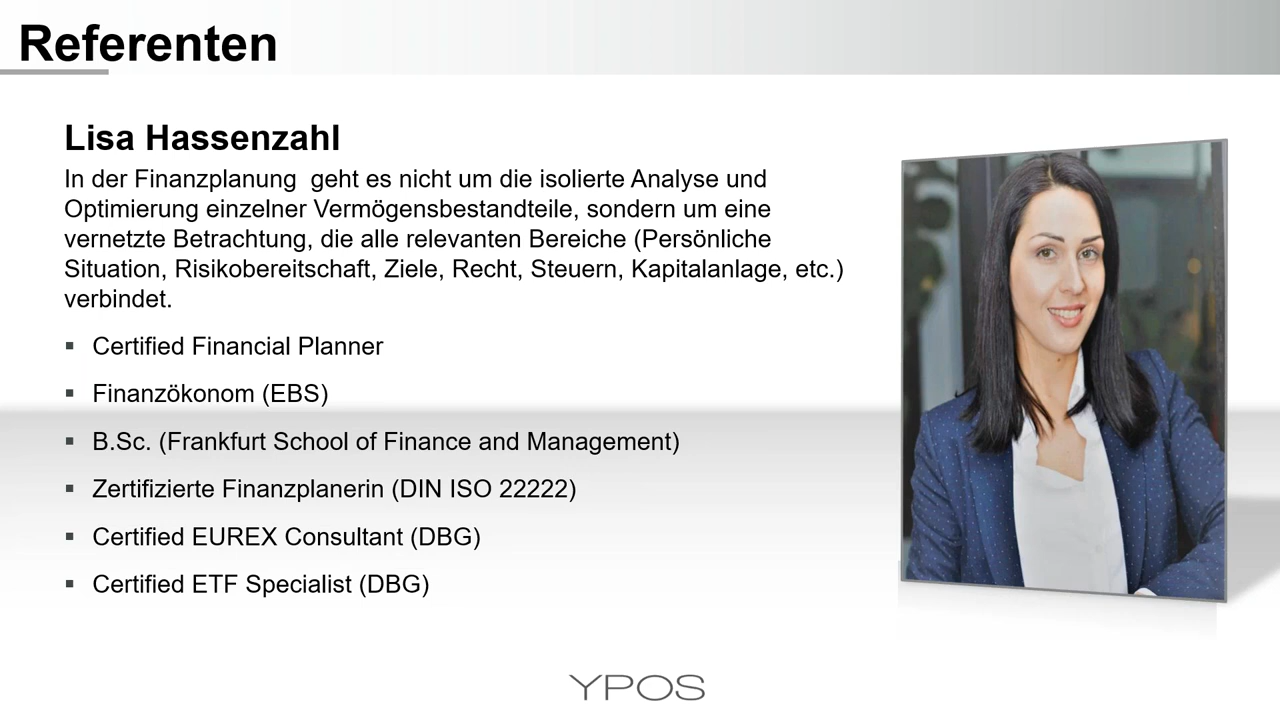 Referenten
Lisa Hassenzahl
In der Finanzplanung  geht es nicht um die isolierte Analyse und
Optimierung einzelner Vermögensbestandteile, sondern um eine
vernetzte Betrachtung, die alle relevanten Bereiche (Persönliche
Situation, Risikobereitschaft, Ziele, Recht, Steuern, Kapitalanlage, etc.)
verbindet.
▪ Certified Financial Planner
▪ Finanzökonom (EBS)
▪ B.Sc. (Frankfurt School of Finance and Management)
▪ Zertifizierte Finanzplanerin (DIN ISO 22222)
▪ Certified EUREX Consultant (DBG)
▪ Certified ETF Specialist (DBG)
YPOS